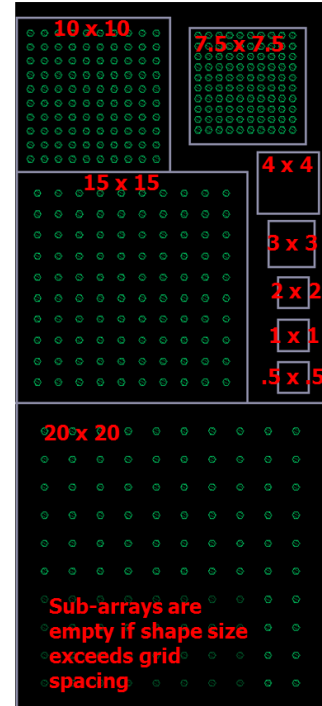 10 x 10
7.5 x 7.5
4 x 4
15 x 15
3 x 3
2 x 2
1 x 1
.5 x .5
20 x 20
Sub-arrays are
empty if shape size
exceeds grid
spacing